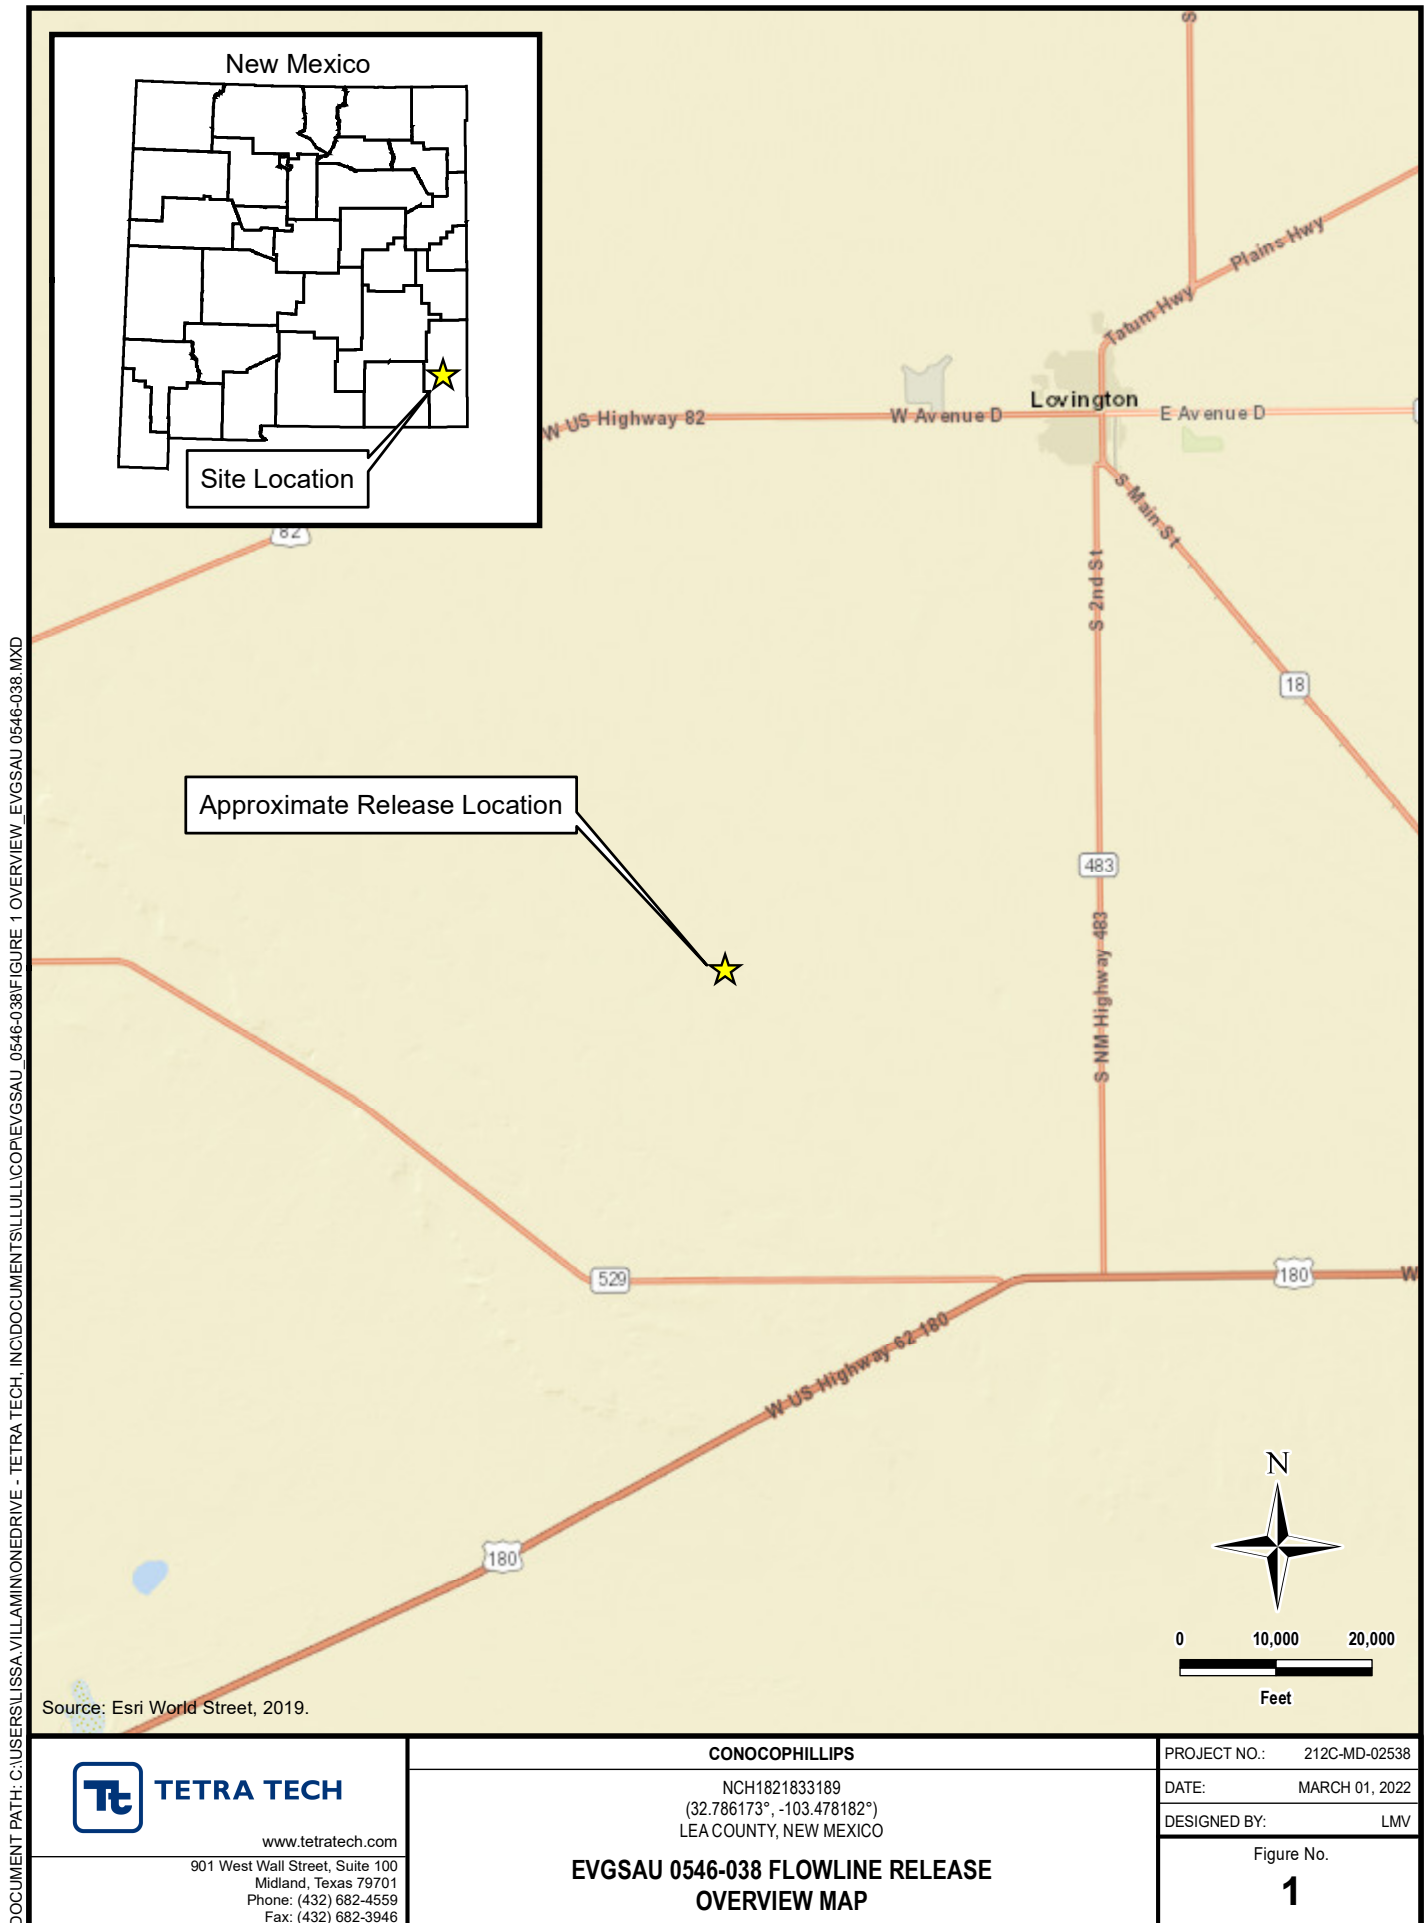 New Mexico
Site Location
S
Plains Hwy
Tatum Hwy
Lovington
W US Highway 82
W Avenue D
E Avenue D
82
S Main St
S 2nd St
18
Approximate Release Location
483
S NM Highway 483
529
180
W
W US Highway 62 180
180
N
0 10,000 20,000
Feet
Source: Esri World Street, 2019.
DOCUMENT PATH: C:\USERS\LISSA.VILLAMIN\ONEDRIVE - TETRA TECH, INC\DOCUMENTS\LLULL\COP\EVGSAU_0546-038\FIGURE 1 OVERVIEW_EVGSAU 0546-038.MXD
Tt TETRA TECH
www.tetratech.com
901 West Wall Street, Suite 100
Midland, Texas 79701
Phone: (432) 682-4559
Fax: (432) 682-3946
CONOCOPHILLIPS
NCH1821833189
(32.786173°, -103.478182°)
LEA COUNTY, NEW MEXICO
EVGSAU 0546-038 FLOWLINE RELEASE
OVERVIEW MAP
PROJECT NO.: 212C-MD-02538
DATE: MARCH 01, 2022
DESIGNED BY: LMV
Figure No.
1